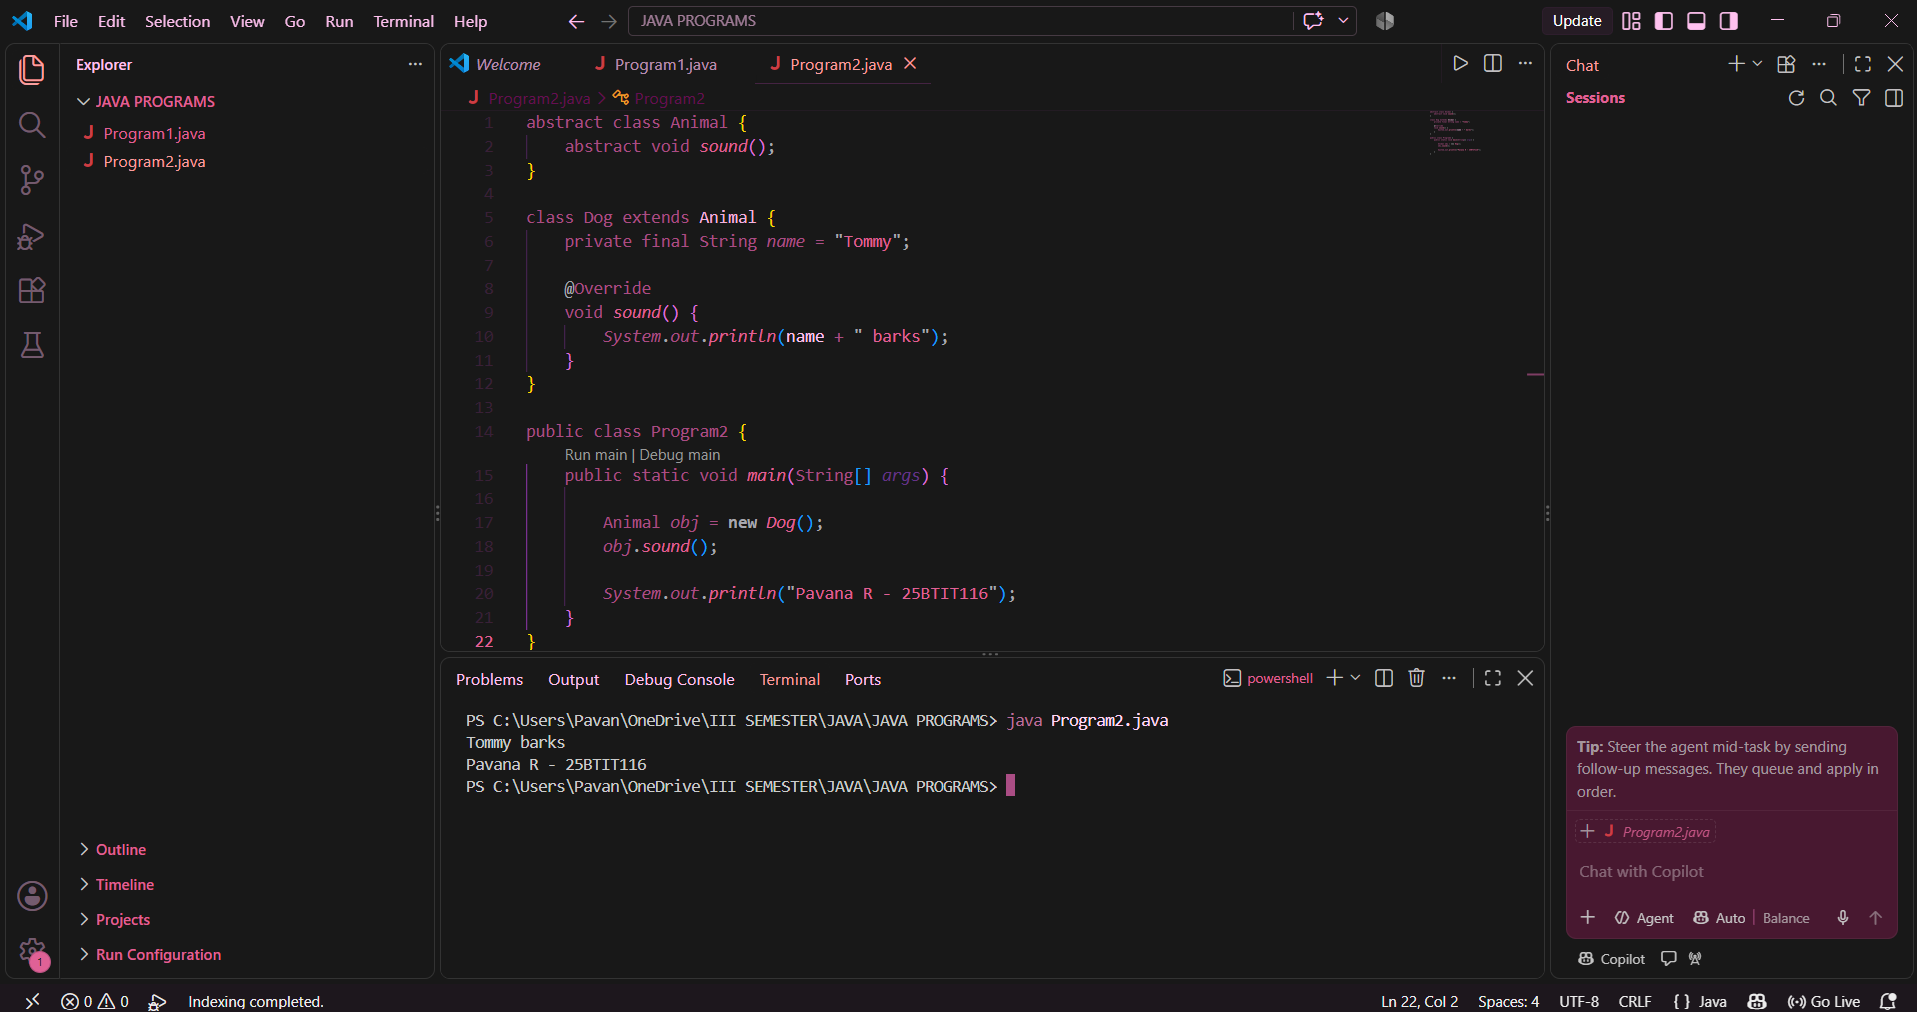 File Edit Selection View Go Run Terminal Help
JAVA PROGRAMS
Update
Explorer
JAVA PROGRAMS
Program1.java
Program2.java
Outline
Timeline
Projects
Run Configuration
Welcome Program1.java Program2.java
Program2.java > Program2
1 abstract class Animal {
2 abstract void sound();
3 }
4
5 class Dog extends Animal {
6 private final String name = "Tommy";
7
8 @Override
9 void sound() {
10 System.out.println(name + " barks");
11 }
12 }
13
14 public class Program2 {
Run main | Debug main
15 public static void main(String[] args) {
16
17 Animal obj = new Dog();
18 obj.sound();
19
20 System.out.println("Pavana R - 25BTIT116");
21 }
22 }
Problems Output Debug Console Terminal Ports
powershell
PS C:\Users\Pavan\OneDrive\III SEMESTER\JAVA\JAVA PROGRAMS> java Program2.java
Tommy barks
Pavana R - 25BTIT116
PS C:\Users\Pavan\OneDrive\III SEMESTER\JAVA\JAVA PROGRAMS>
Chat
Sessions
Tip: Steer the agent mid-task by sending
follow-up messages. They queue and apply in
order.
Program2.java
Chat with Copilot
Agent Auto | Balance
Copilot
1
0 0 Indexing completed.
Ln 22, Col 2 Spaces: 4 UTF-8 CRLF { } Java Go Live